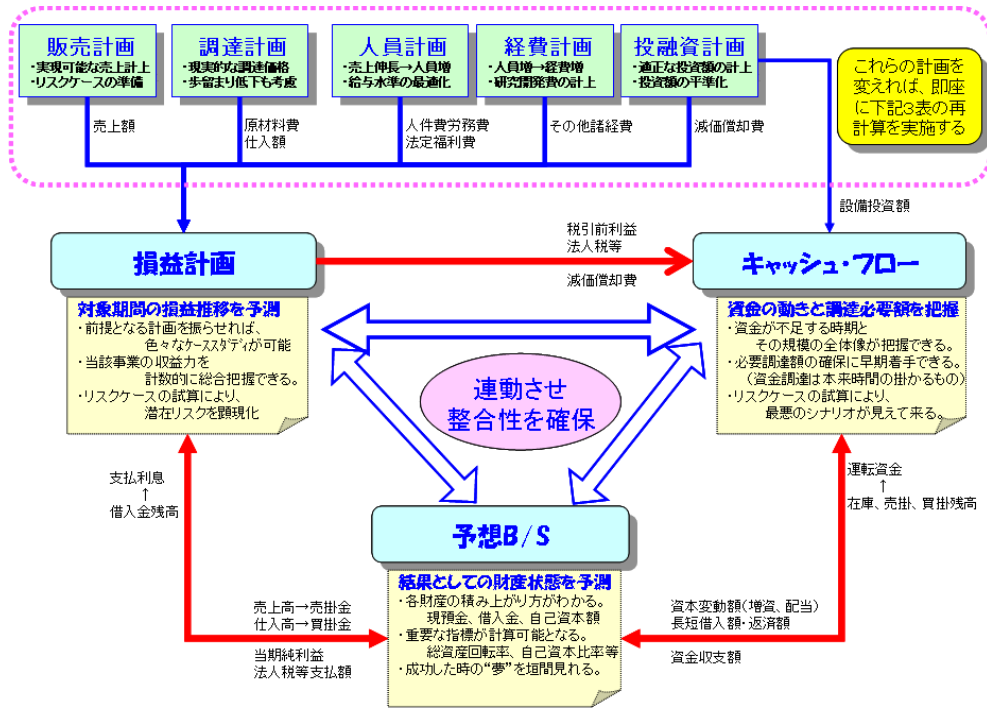 販売計画
・実現可能な売上計上
・リスクケースの準備
調達計画
・現実的な調達価格
・歩留まり低下も考慮
人員計画
・売上伸長→人員増
・給与水準の最適化
経費計画
・人員増→経費増
・研究開発費の計上
投融資計画
・適正な投資額の計上
・投資額の平準化
これらの計画を
変えれば、即座
に下記3表の再
計算を実施する
売上額
原材料費
仕入額
人件費労務費
法定福利費
その他諸経費
減価償却費
設備投資額
税引前利益
法人税等
減価償却費
損益計画
対象期間の損益推移を予測
・前提となる計画を振らせれば、
色々なケーススタディが可能
・当該事業の収益力を
計数的に総合把握できる。
・リスクケースの試算により、
潜在リスクを顕現化
キャッシュ・フロー
資金の動きと調達必要額を把握
・資金が不足する時期と
その規模の全体像が把握できる。
・必要調達額の確保に早期着手できる。
（資金調達は本来時間の掛かるもの）
・リスクケースの試算により、
最悪のシナリオが見えて来る。
連動させ
整合性を確保
支払利息
↑
借入金残高
運転資金
↑
在庫、売掛、買掛残高
予想B/S
結果としての財産状態を予測
・各財産の積み上がり方がわかる。
現預金、借入金、自己資本額
・重要な指標が計算可能となる。
総資産回転率、自己資本比率等
・成功した時の“夢”を垣間見れる。
売上高→売掛金
仕入高→買掛金
当期純利益
法人税等支払額
資本変動額（増資、配当）
長短借入額・返済額
資金収支額